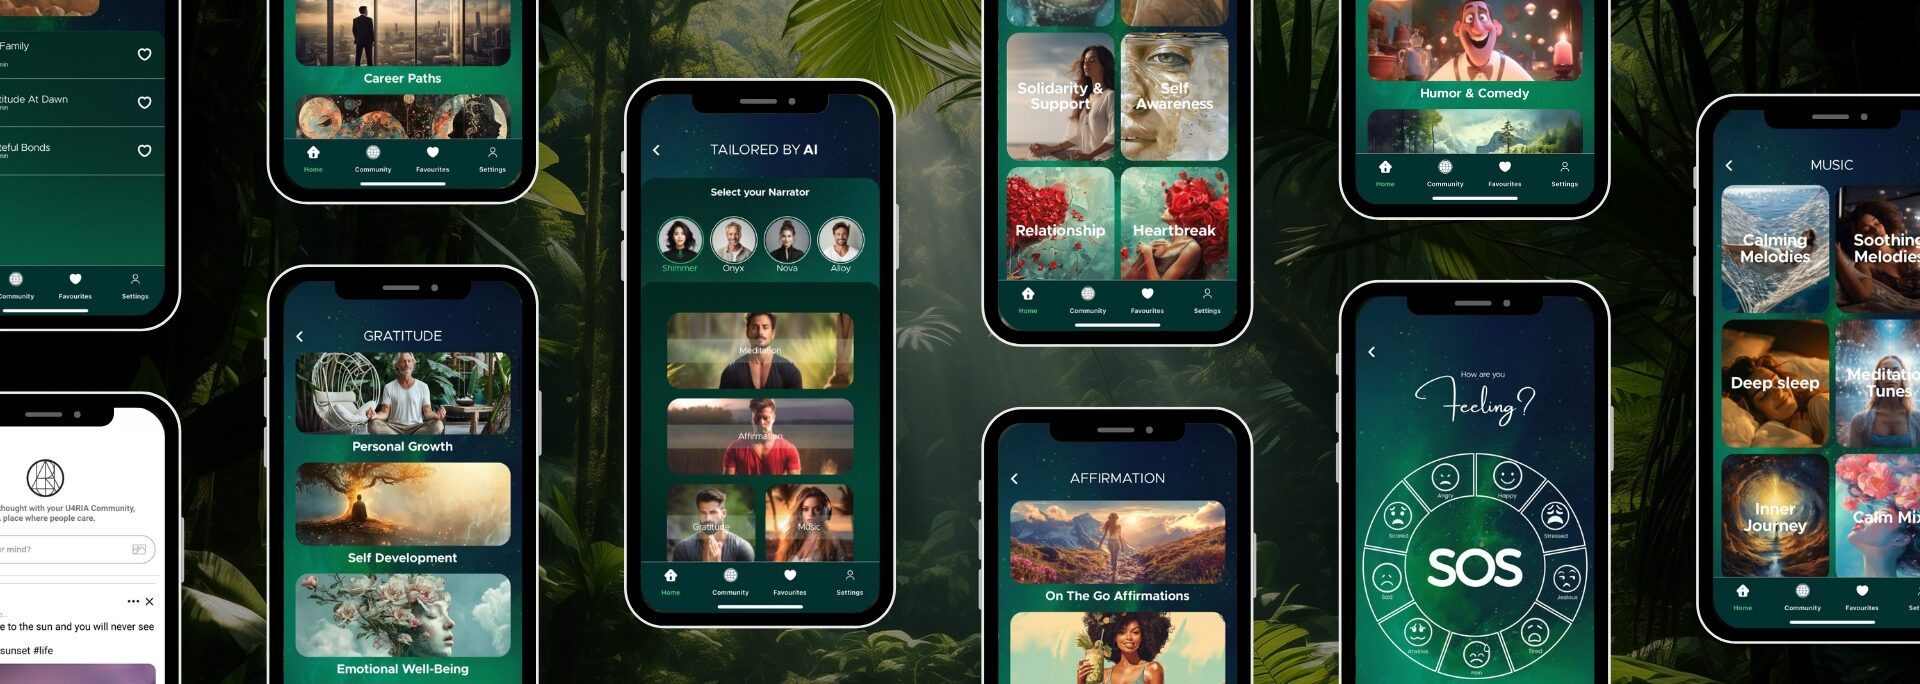 Family
min
titude At Dawn
min
teful Bonds
min
Community
Favourites
Settings
thought with your U4RIA Community,
place where people care.
r mind?
e to the sun and you will never see
sunset #life
Career Paths
Home
Community
Favourites
Settings
GRATITUDE
Personal Growth
Self Development
Emotional Well-Being
TAILORED BY AI
Select your Narrator
Shimmer
Onyx
Nova
Alloy
Meditation
Affirmation
Gratitude
Music
Home
Community
Favourites
Settings
Solidarity &
Support
Self
Awareness
Relationship
Heartbreak
Home
Community
Favourites
Settings
AFFIRMATION
On The Go Affirmations
Humor & Comedy
Home
Community
Favourites
Settings
How are you
Feeling?
Angry
Happy
Scared
Stressed
SOS
Sad
Jealous
Anxious
Tired
Pain
MUSIC
Calming
Melodies
Soothing
Melodies
Deep sleep
Meditatio
Tunes
Inner
Journey
Calm Mix
Home
Community
Favourites
Set